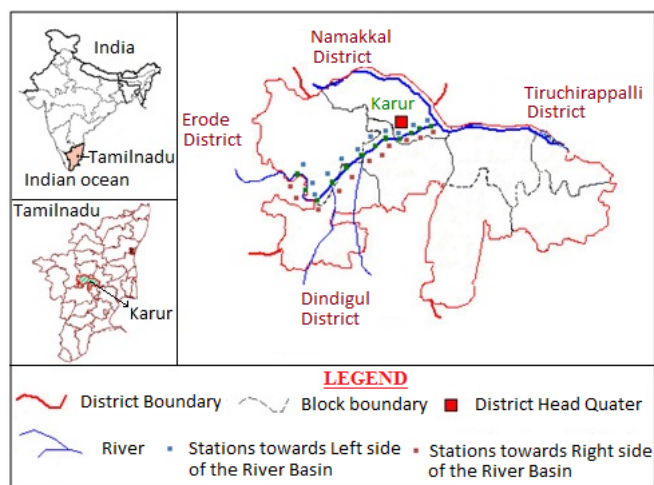 India
Tamilnadu
Indian ocean
Tamilnadu
Karur
Namakkal
District
Karur
Tiruchirappalli
District
Erode
District
Dindigul
District
LEGEND
District Boundary
Block boundary
District Head Quater
River
Stations towards Left side
of the River Basin
Stations towards Right side
of the River Basin